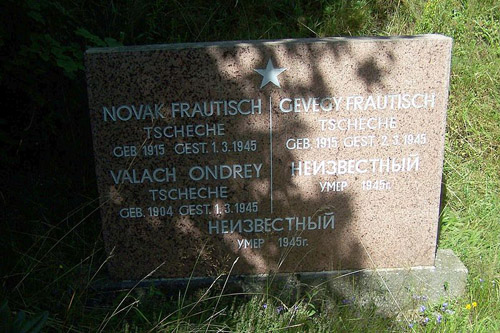 NOVAK FRAUTISCH
TSCHECHE
GEB 1915 GEST. 1.3.1945
VALACH ONDREY
TSCHECHE
GEB. 1904 GEST. 1.3.1945
GEVECY FRAUTISCH
TSCHECHE
GEB. 1915 GEST. 2.3.1945
НЕИЗВЕСТНЫЙ
УМЕР 1945г.
НЕИЗВЕСТНЫЙ
УМЕР 1945г.